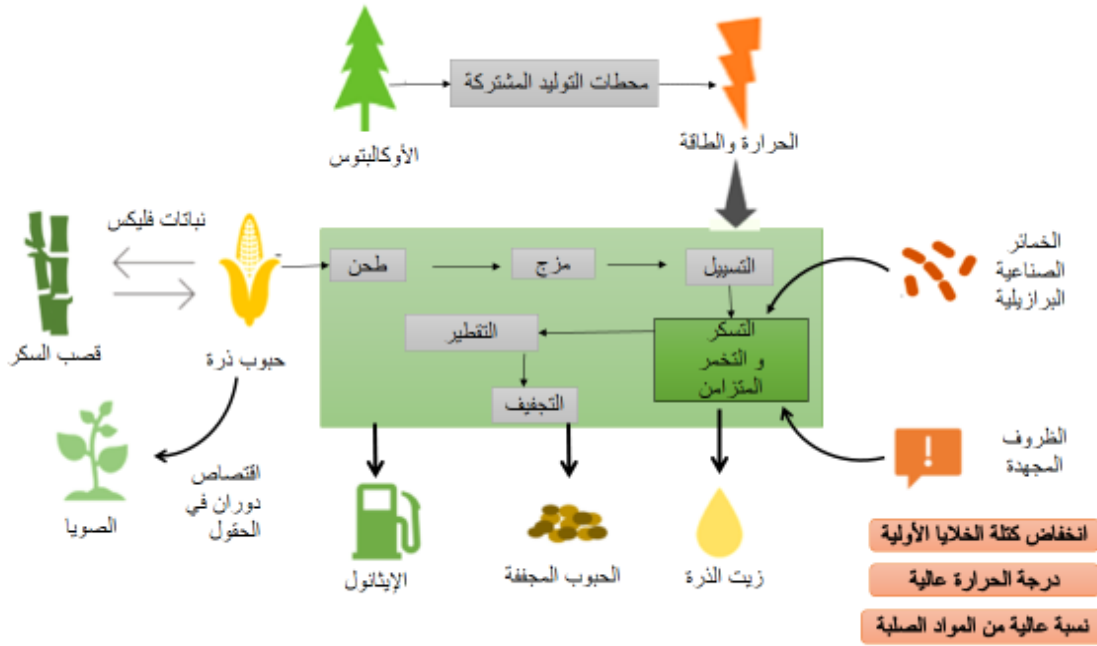 محطات التوليد المشتركة
الأوكالبتوس
الحرارة والطاقة
نباتات فليكس
قصب السكر
حبوب ذرة
طحن
مزج
التسييل
الخمائر
الصناعية
البرازيلية
التقطير
التسكر
و التخمر
المتزامن
التجفيف
اقتصاص
دوران في
الحقول
الصويا
الإيثانول
الحبوب المجففة
زيت الذرة
الظروف
المجهدة
انخفاض كتلة الخلايا الأولية
درجة الحرارة عالية
نسبة عالية من المواد الصلبة